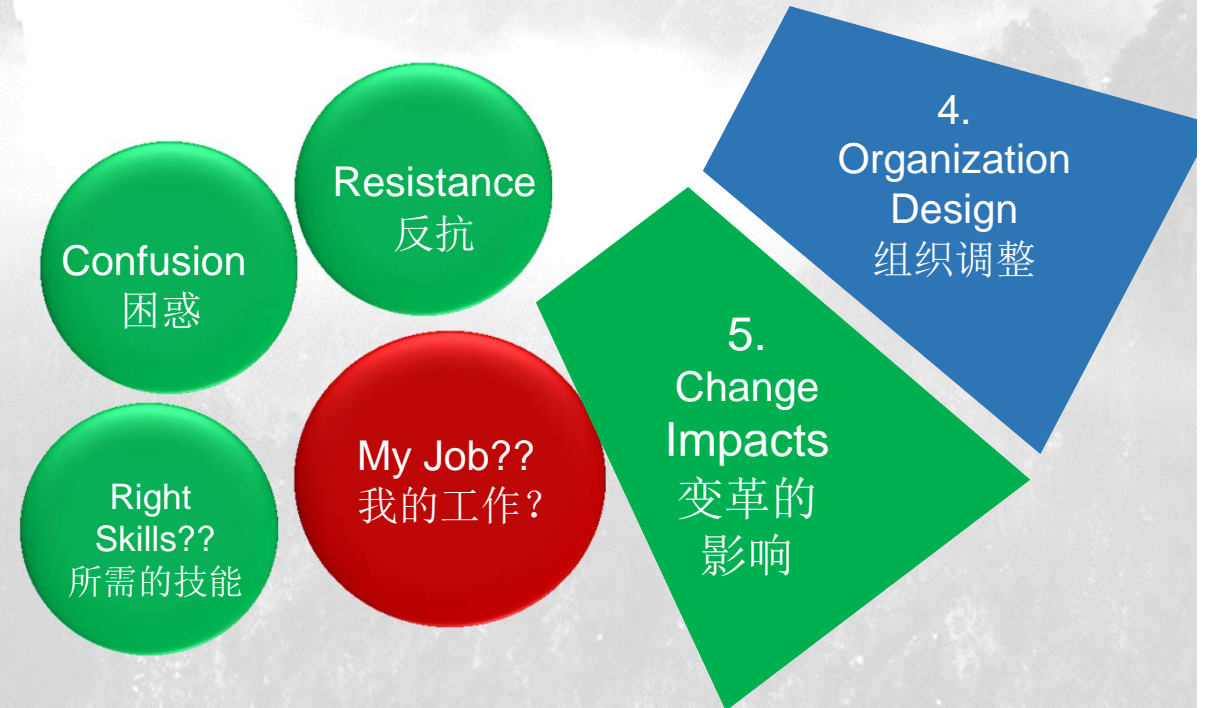 Confusion
困惑
Resistance
反抗
Right
Skills??
所需的技能
My Job??
我的工作？
4.
Organization
Design
组织调整
5.
Change
Impacts
变革的
影响